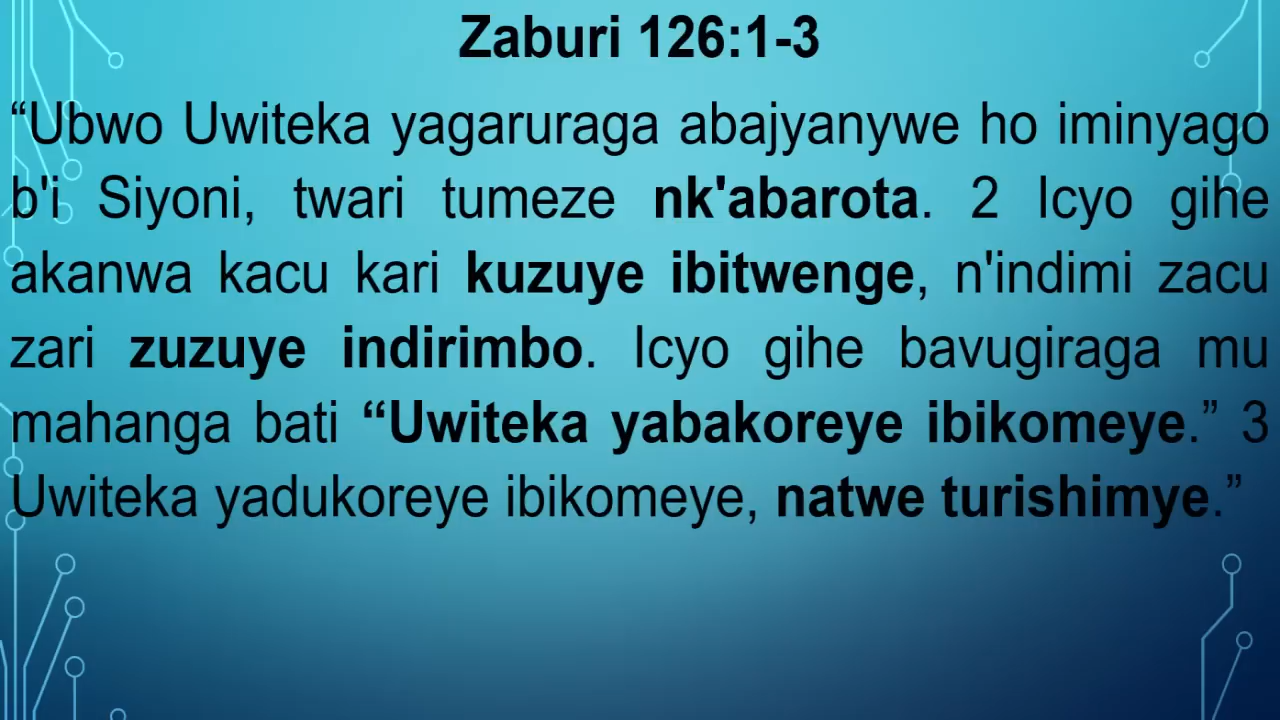 Zaburi 126:1-3
“Ubwo Uwiteka yagaruraga abajyanywe ho iminyago
b'i Siyoni, twari tumeze nk'abarota. 2 Icyo gihe
akanwa kacu kari kuzuye ibitwenge, n'indimi zacu
zari zuzuye indirimbo. Icyo gihe bavugiraga mu
mahanga bati “Uwiteka yabakoreye ibikomeye.” 3
Uwiteka yadukoreye ibikomeye, natwe turishimye.”